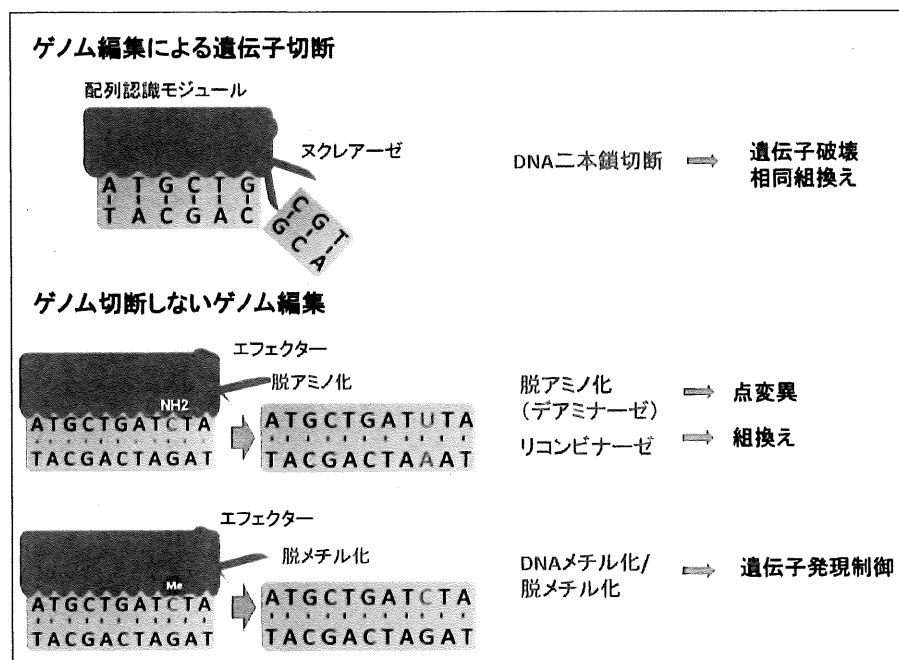 ゲノム編集による遺伝子切断
配列認識モジュール
ヌクレアーゼ
ATGCTG
TACGAC
CGT
GCA
DNA二本鎖切断
遺伝子破壊
相同組換え
ゲノム切断しないゲノム編集
エフェクター
脱アミノ化
NH2
ATGCTGATCTA
TACGACTAGAT
ATGCTGATUTA
TACGACTAAAT
脱アミノ化
(デアミナーゼ)
点変異
リコンビナーゼ
組換え
エフェクター
脱メチル化
Me
ATGCTGATCTA
TACGACTAGAT
ATGCTGATCTA
TACGACTAGAT
DNAメチル化/
脱メチル化
遺伝子発現制御